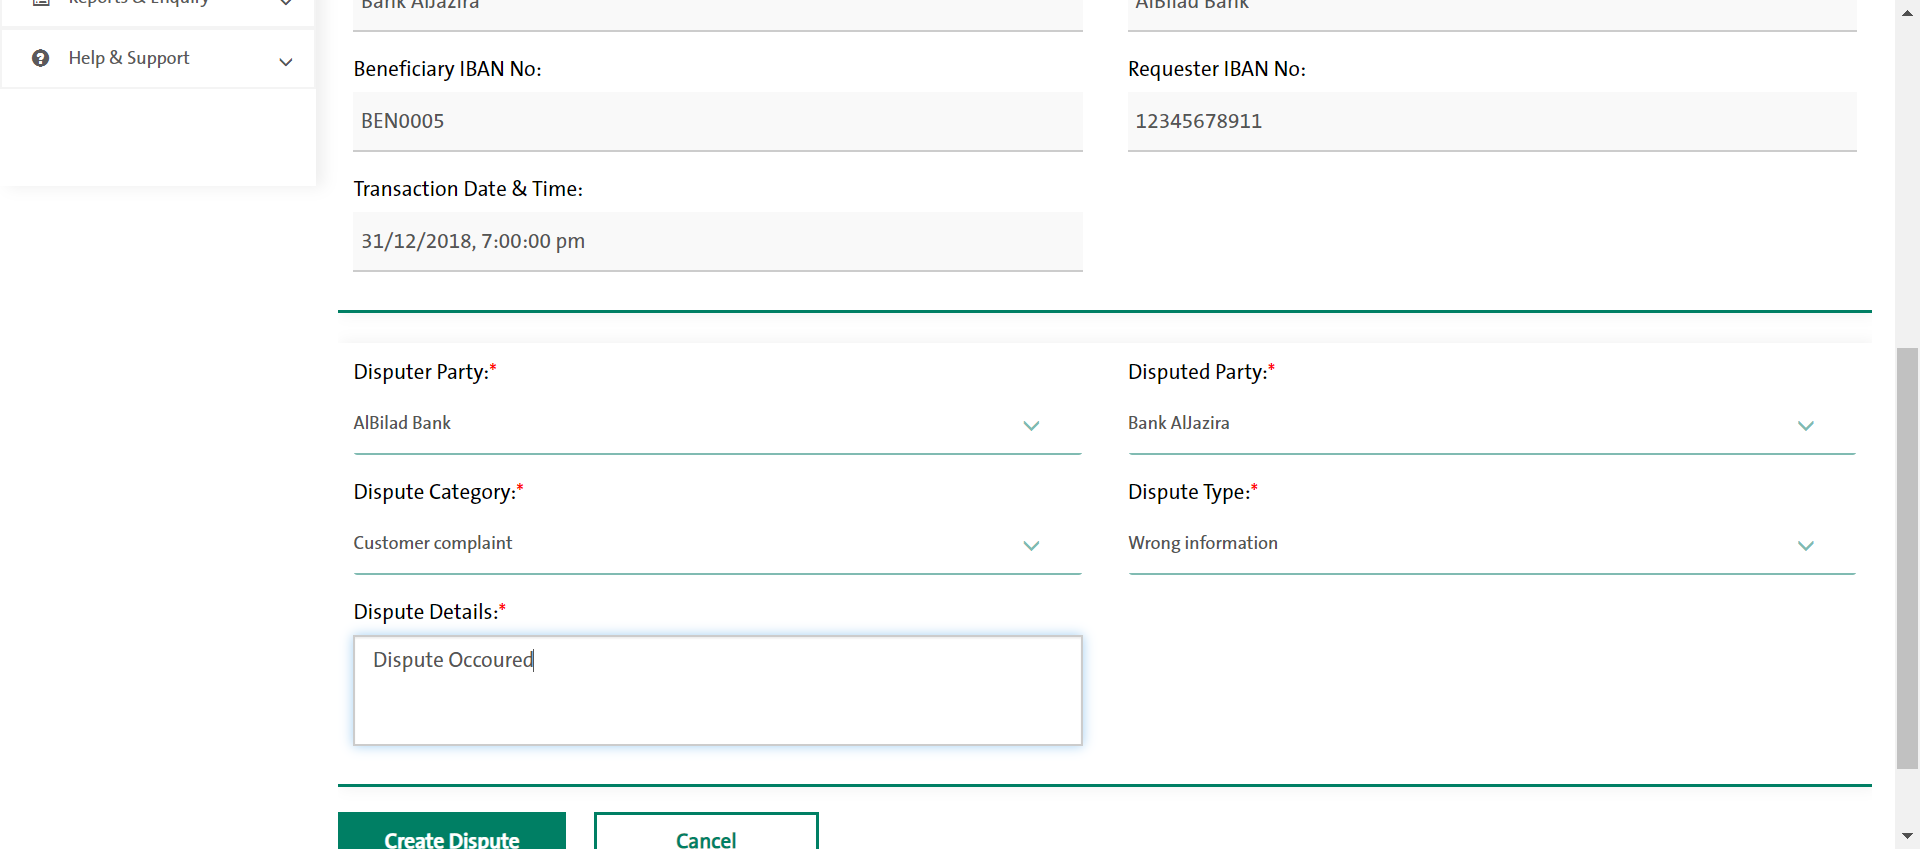 Reports & Enquiry
Bank AlJazira
AlBilad Bank
Help & Support
Beneficiary IBAN No:
Requester IBAN No:
BEN0005
12345678911
Transaction Date & Time:
31/12/2018, 7:00:00 pm
Disputer Party:*
Disputed Party:*
AlBilad Bank
Bank AlJazira
Dispute Category:*
Dispute Type:*
Customer complaint
Wrong information
Dispute Details:*
Dispute Occoured
Create Dispute
Cancel